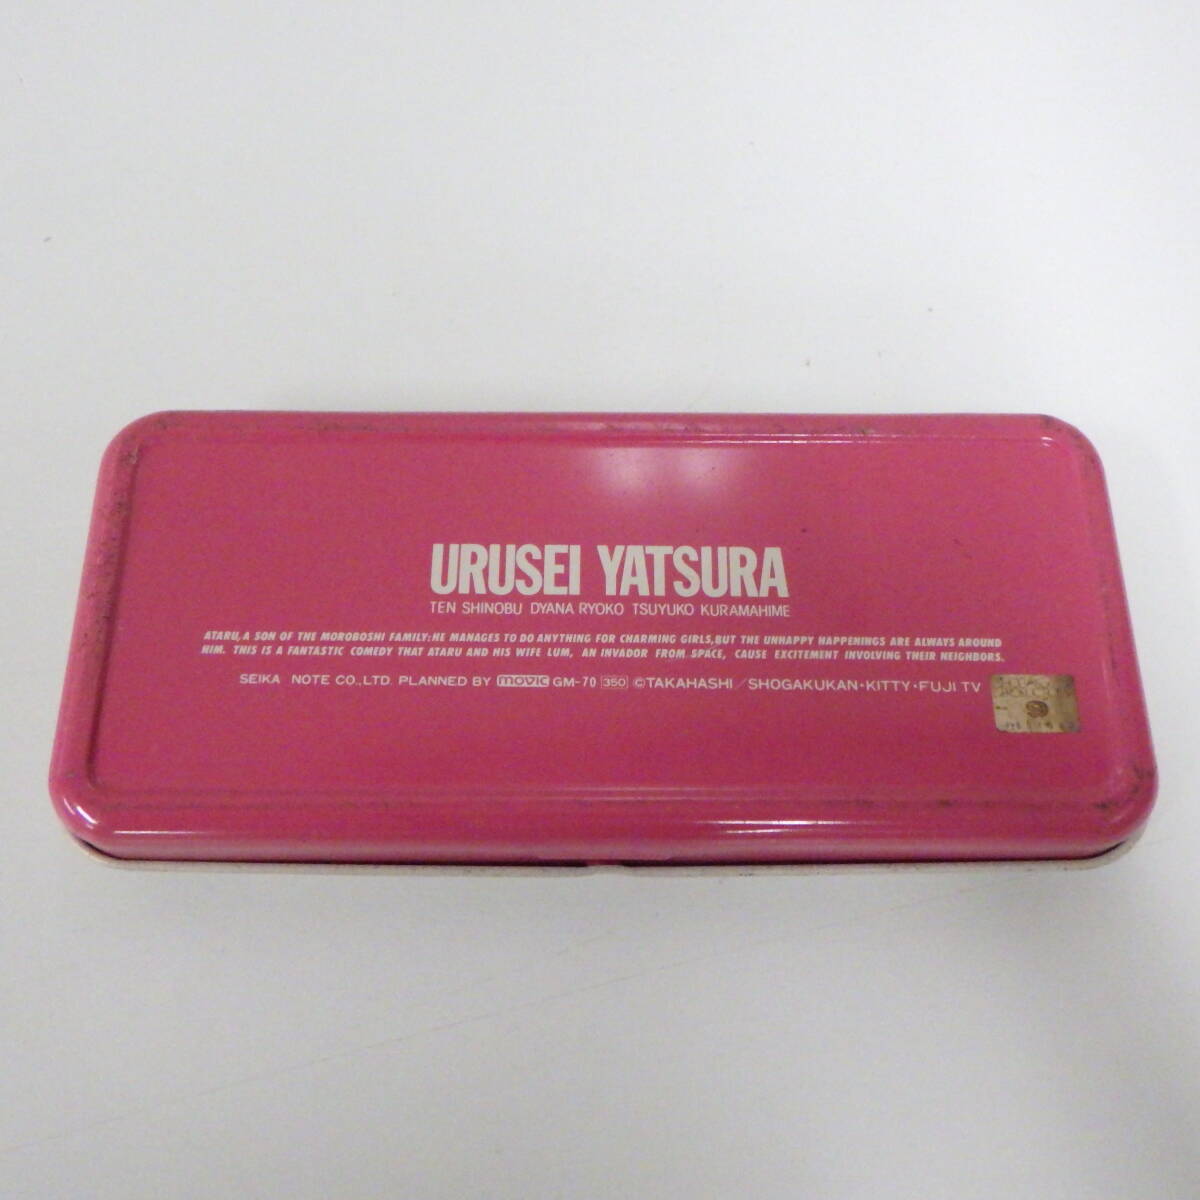 URUSEI YATSURA
TEN SHINOBU DYANA RYOKO TSUYUKO KURAMAHIME
ATARU, A SON OF THE MOROBOSHI FAMILY: HE MANAGES TO DO ANYTHING FOR CHARMING GIRLS, BUT THE UNHAPPY HAPPENINGS ARE ALWAYS AROUND
HIM. THIS IS A FANTASTIC COMEDY THAT ATARU AND HIS WIFE LUM, AN INVADOR FROM SPACE, CAUSE EXCITEMENT INVOLVING THEIR NEIGHBORS.
SEIKA NOTE CO., LTD PLANNED BY movic GM-70 350 ©TAKAHASHI/SHOGAKUKAN・KITTY・FUJI TV